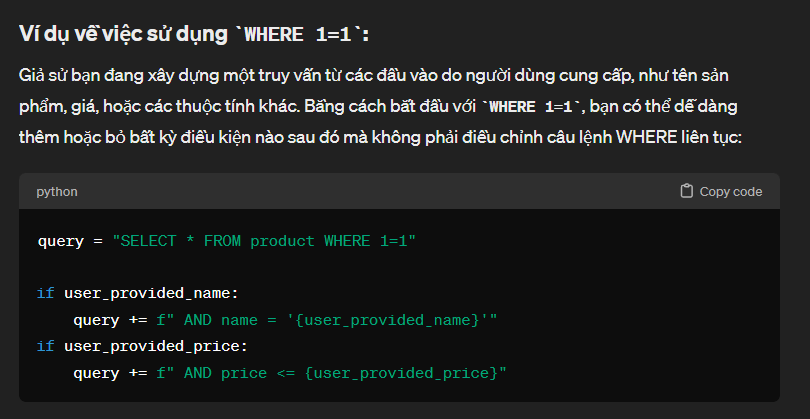 Ví dụ về việc sử dụng `WHERE 1=1`:
Giả sử bạn đang xây dựng một truy vấn từ các đầu vào do người dùng cung cấp, như tên sản
phẩm, giá, hoặc các thuộc tính khác. Bằng cách bắt đầu với `WHERE 1=1`, bạn có thể dễ dàng
thêm hoặc bỏ bất kỳ điều kiện nào sau đó mà không phải điều chỉnh câu lệnh WHERE liên tục:
python Copy code
query = "SELECT * FROM product WHERE 1=1"
if user_provided_name:
    query += f" AND name = '{user_provided_name}'"
if user_provided_price:
    query += f" AND price <= {user_provided_price}"